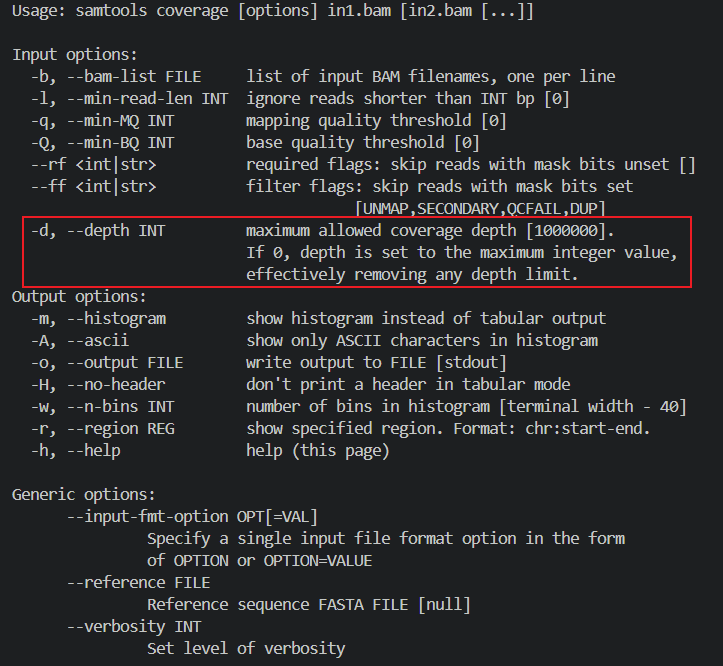 Usage: samtools coverage [options] in1.bam [in2.bam [...]]
Input options:
-b, --bam-list FILE list of input BAM filenames, one per line
-l, --min-read-len INT ignore reads shorter than INT bp [0]
-q, --min-MQ INT mapping quality threshold [0]
-Q, --min-BQ INT base quality threshold [0]
--rf <int|str> required flags: skip reads with mask bits unset []
--ff <int|str> filter flags: skip reads with mask bits set
[UNMAP,SECONDARY,QCFAIL,DUP]
-d, --depth INT maximum allowed coverage depth [1000000].
If 0, depth is set to the maximum integer value,
effectively removing any depth limit.
Output options:
-m, --histogram show histogram instead of tabular output
-A, --ascii show only ASCII characters in histogram
-o, --output FILE write output to FILE [stdout]
-H, --no-header don't print a header in tabular mode
-w, --n-bins INT number of bins in histogram [terminal width - 40]
-r, --region REG show specified region. Format: chr:start-end.
-h, --help help (this page)
Generic options:
--input-fmt-option OPT[=VAL]
Specify a single input file format option in the form
of OPTION or OPTION=VALUE
--reference FILE
Reference sequence FASTA FILE [null]
--verbosity INT
Set level of verbosity